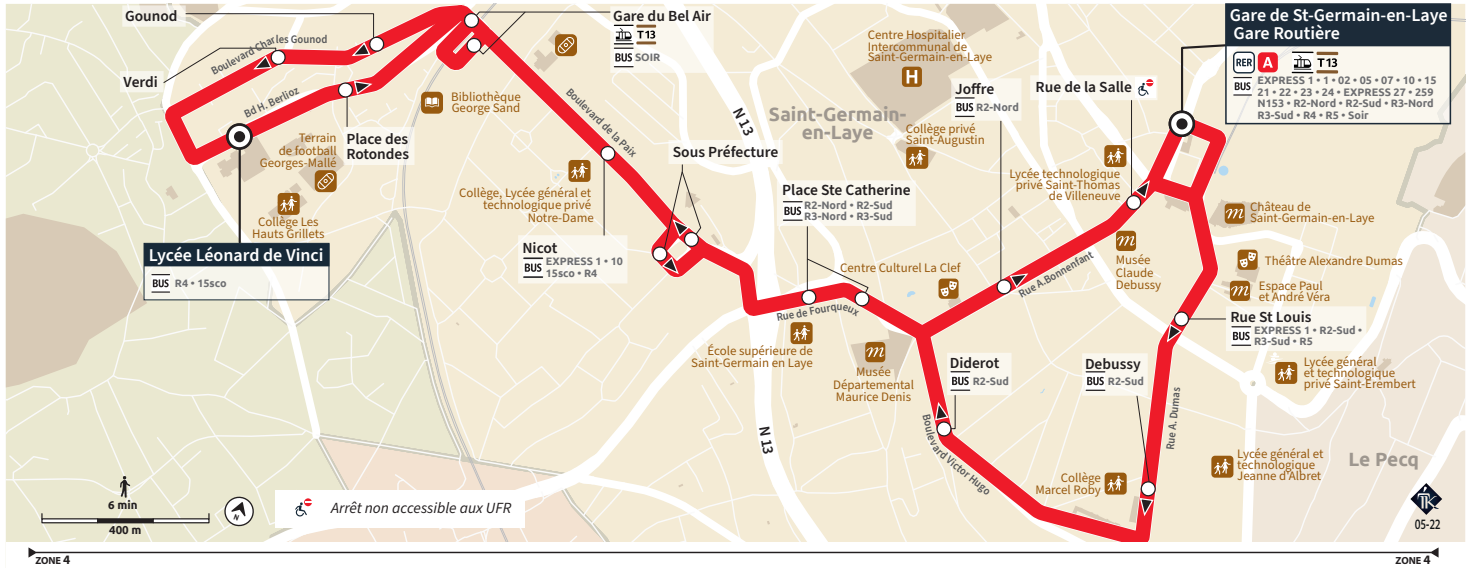 Gounod
Boulevard Charles Gounod
Verdi
Bd H. Berlioz
Place des
Rotondes
Terrain
de football
Georges-Mallé
Collège Les
Hauts Grillets
Lycée Léonard de Vinci
BUS R4 • 15sco
Gare du Bel Air
T13
BUS SOIR
Bibliothèque
George Sand
Boulevard de la Paix
Collège, Lycée général et
technologique privé
Notre-Dame
Nicot
BUS EXPRESS 1 • 10
15sco • R4
Sous Préfecture
N 13
Saint-Germain-
en-Laye
Centre Hospitalier
Intercommunal de
Saint-Germain-en-Laye
H
Collège privé
Saint-Augustin
Place Ste Catherine
BUS R2-Nord • R2-Sud
R3-Nord • R3-Sud
Centre Culturel La Clef
Rue de Fourqueux
École supérieure de
Saint-Germain en Laye
Musée
Départemental
Maurice Denis
N 13
Joffre
BUS R2-Nord
Rue A.Bonnenfant
Rue de la Salle
Lycée technologique
privé Saint-Thomas
de Villeneuve
Musée
Claude
Debussy
Gare de St-Germain-en-Laye
Gare Routière
RER A T13
BUS EXPRESS 1 • 1 • 02 • 05 • 07 • 10 • 15
21 • 22 • 23 • 24 • EXPRESS 27 • 259
N153 • R2-Nord • R2-Sud • R3-Nord
R3-Sud • R4 • R5 • Soir
Château de
Saint-Germain-en-Laye
Théâtre Alexandre Dumas
Espace Paul
et André Véra
Rue St Louis
BUS EXPRESS 1 • R2-Sud •
R3-Sud • R5
Lycée général
et technologique
privé Saint-Erembert
Diderot
BUS R2-Sud
Debussy
BUS R2-Sud
Rue A. Dumas
Boulevard Victor Hugo
Collège
Marcel Roby
Lycée général et
technologique
Jeanne d'Albret
Le Pecq
6 min
400 m
N
Arrêt non accessible aux UFR
05-22
ZONE 4
ZONE 4